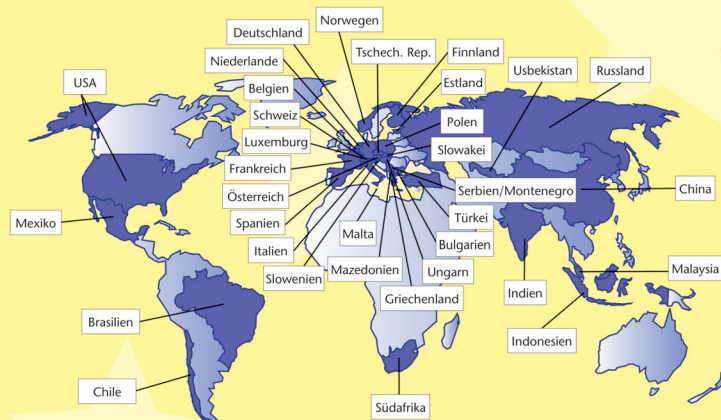 Norwegen
Deutschland
Tschech. Rep.
Finnland
Niederlande
Estland
Usbekistan
Russland
USA
Belgien
Schweiz
Polen
Luxemburg
Slowakei
Frankreich
Österreich
Serbien/Montenegro
China
Mexiko
Spanien
Türkei
Malta
Italien
Bulgarien
Slowenien
Mazedonien
Ungarn
Malaysia
Griechenland
Indien
Brasilien
Indonesien
Chile
Südafrika